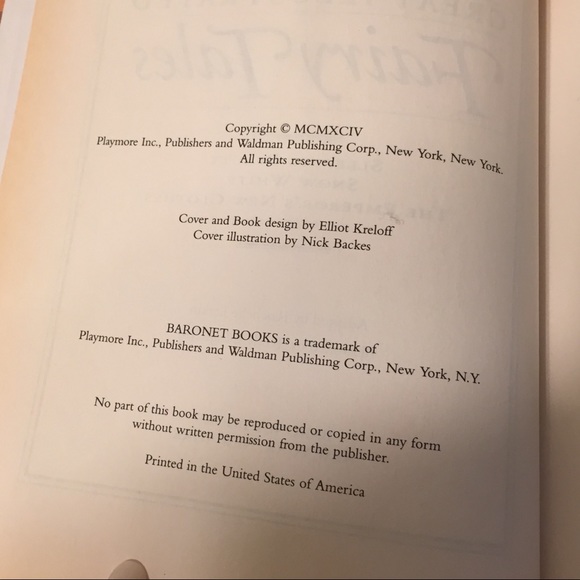 Copyright © MCMXCIV
Playmore Inc., Publishers and Waldman Publishing Corp., New York, New York.
All rights reserved.
Cover and Book design by Elliot Kreloff
Cover illustration by Nick Backes
BARONET BOOKS is a trademark of
Playmore Inc., Publishers and Waldman Publishing Corp., New York, N.Y.
No part of this book may be reproduced or copied in any form
without written permission from the publisher.
Printed in the United States of America